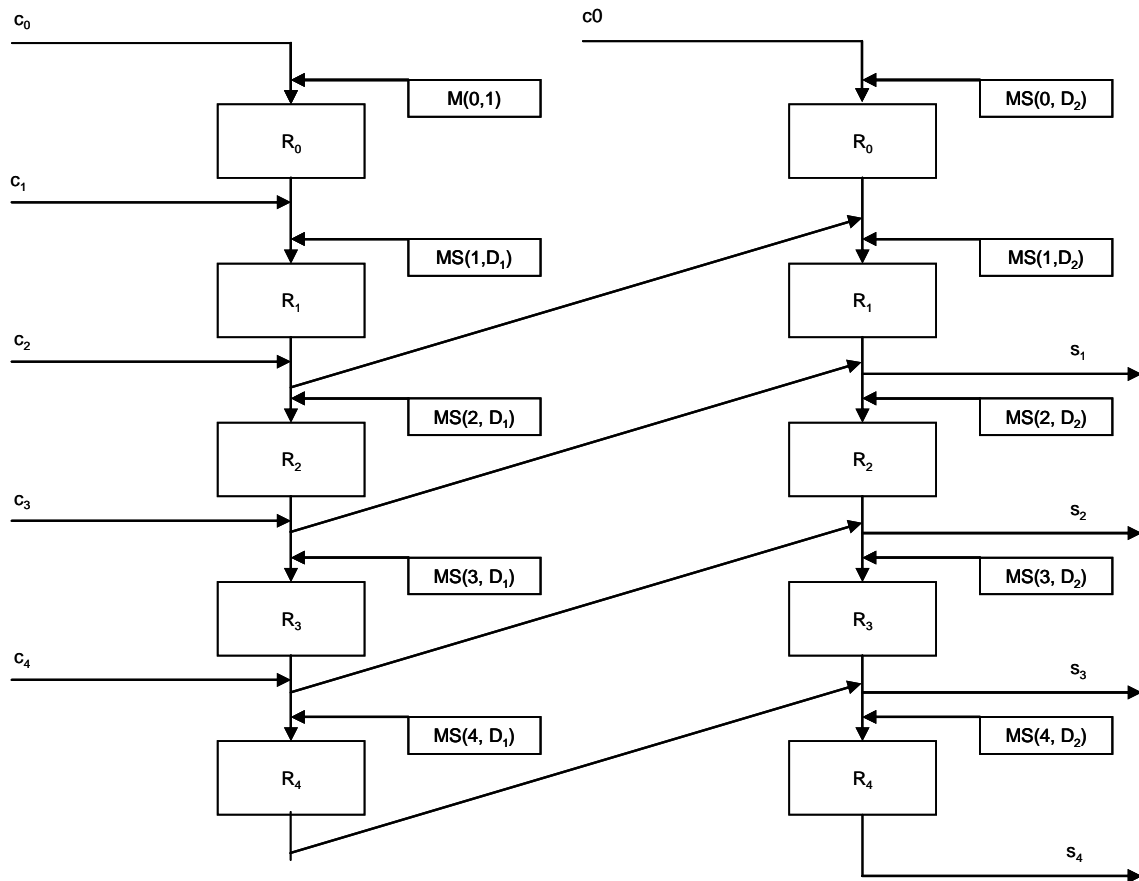 c₀
c0
M(0,1)
MS(0, D₂)
R₀
R₀
c₁
MS(1,D₁)
MS(1,D₂)
R₁
R₁
c₂
s₁
MS(2, D₁)
MS(2, D₂)
R₂
R₂
c₃
s₂
MS(3, D₁)
MS(3, D₂)
R₃
R₃
c₄
s₃
MS(4, D₁)
MS(4, D₂)
R₄
R₄
s₄